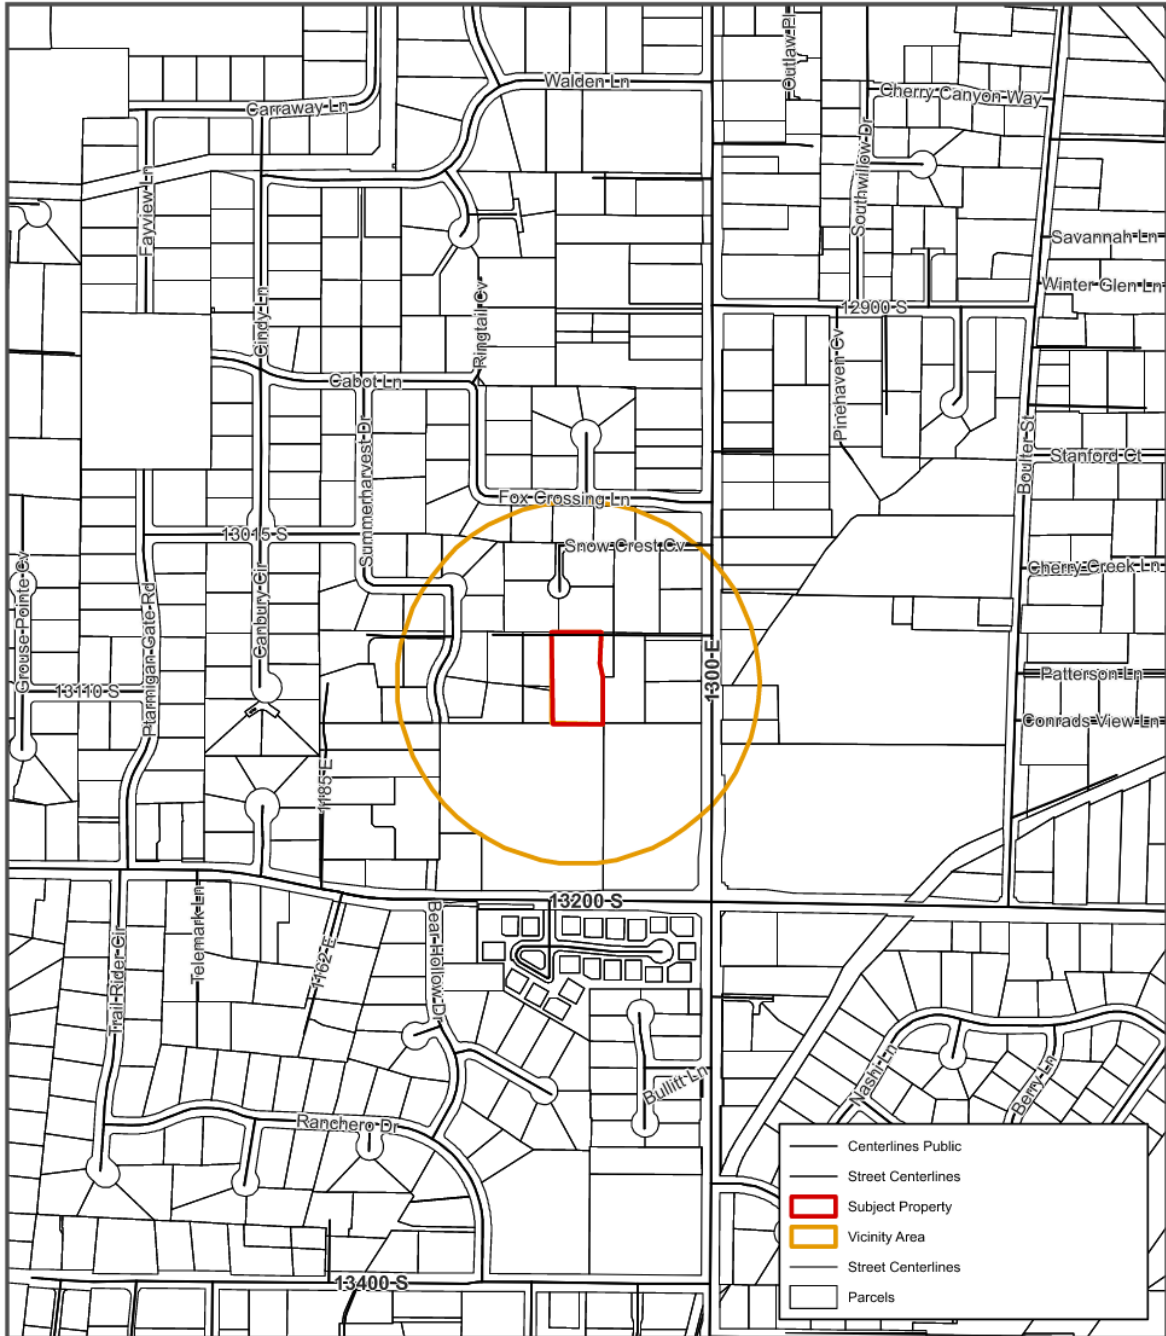 Outlaw Pl
Walden Ln
Cherry Canyon Way
Carraway Ln
Southwillow Dr
Fayview Ln
Savannah Ln
Winter Glen Ln
12900 S
Cindy Ln
Ringtail Cv
Pinehaven Cv
Cabot Ln
Summerharvest Dr
Boulter St
Stanford Ct
Fox Crossing Ln
13015 S
Snow Crest Cv
Cherry Creek Ln
Grouse Pointe Cv
Canbury Cir
Ptarmigan Gate Rd
1300 E
Patterson Ln
13110 S
Conrads View Ln
1185 E
13200 S
Telemark Ln
Bear Hollow Dr
1162 E
Trail Rider Cir
Nashi Ln
Berry Ln
Bullitt Ln
Ranchero Dr
13400 S
Centerlines Public
Street Centerlines
Subject Property
Vicinity Area
Street Centerlines
Parcels